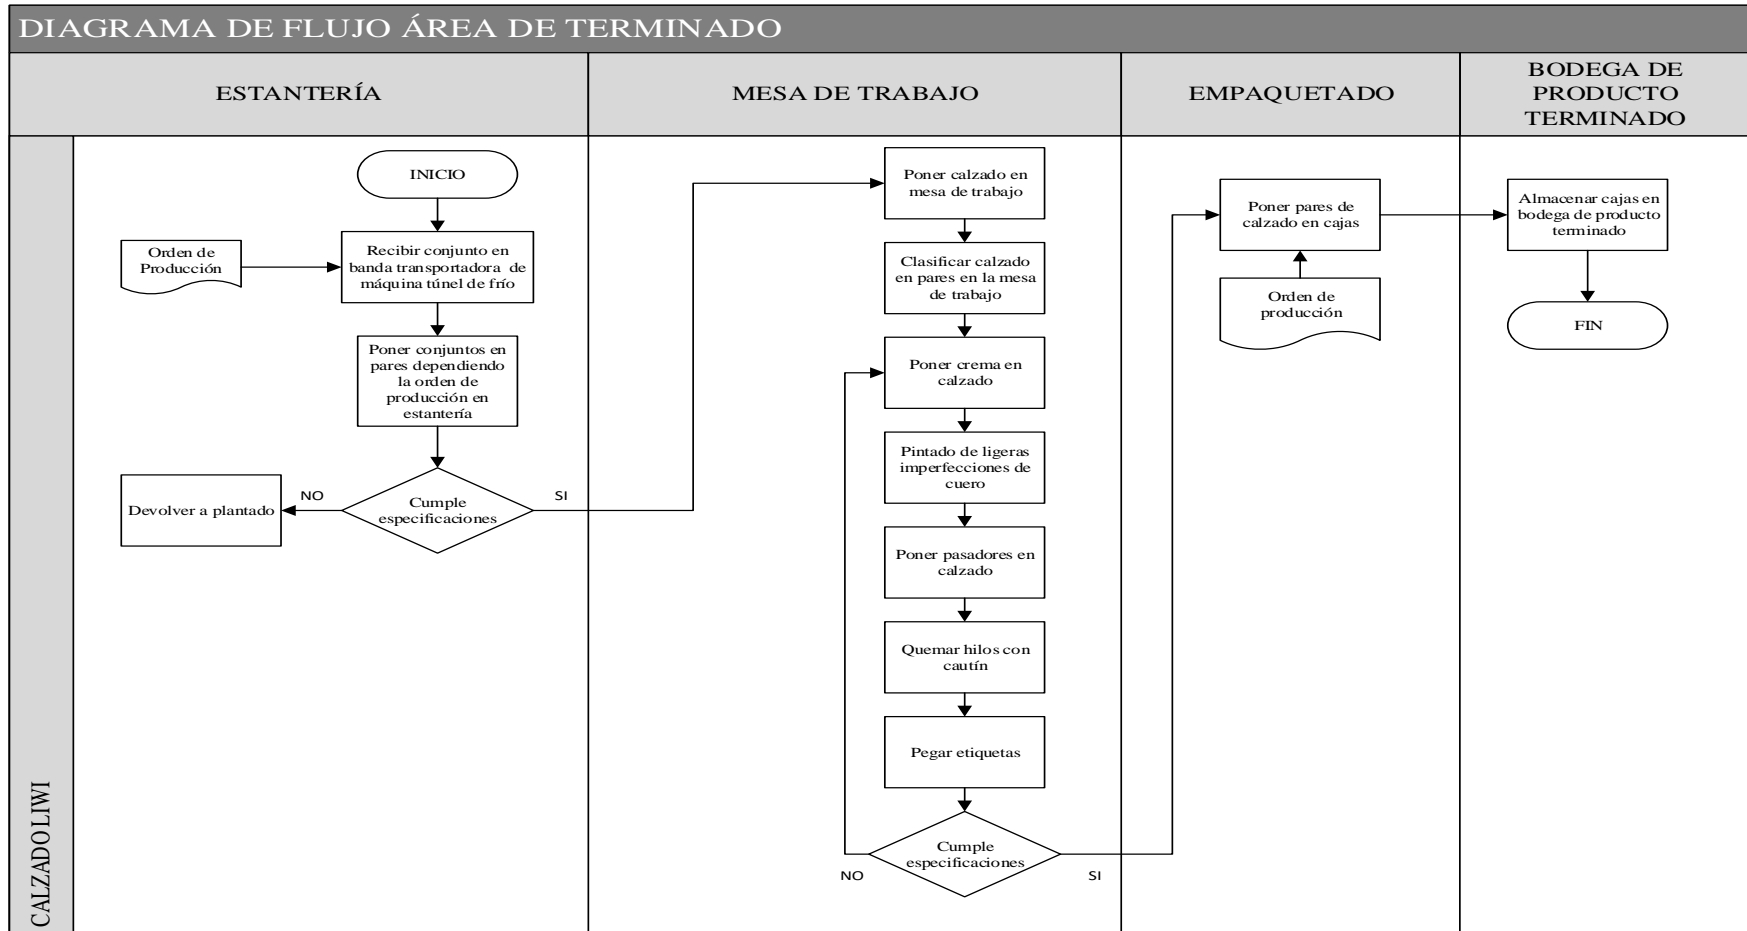 DIAGRAMA DE FLUJO ÁREA DE TERMINADO
ESTANTERÍA
MESA DE TRABAJO
EMPAQUETADO
BODEGA DE
PRODUCTO
TERMINADO
CALZADO LIWI
INICIO
Orden de
Producción
Recibir conjunto en
banda transportadora de
máquina túnel de frío
Poner conjuntos en
pares dependiendo
la orden de
producción en
estantería
Cumple
especificaciones
NO
Devolver a plantado
SI
Poner calzado en
mesa de trabajo
Clasificar calzado
en pares en la mesa
de trabajo
Poner crema en
calzado
Pintado de ligeras
imperfecciones de
cuero
Poner pasadores en
calzado
Quemar hilos con
cautín
Pegar etiquetas
Cumple
especificaciones
NO
SI
Poner pares de
calzado en cajas
Orden de
producción
Almacenar cajas en
bodega de producto
terminado
FIN